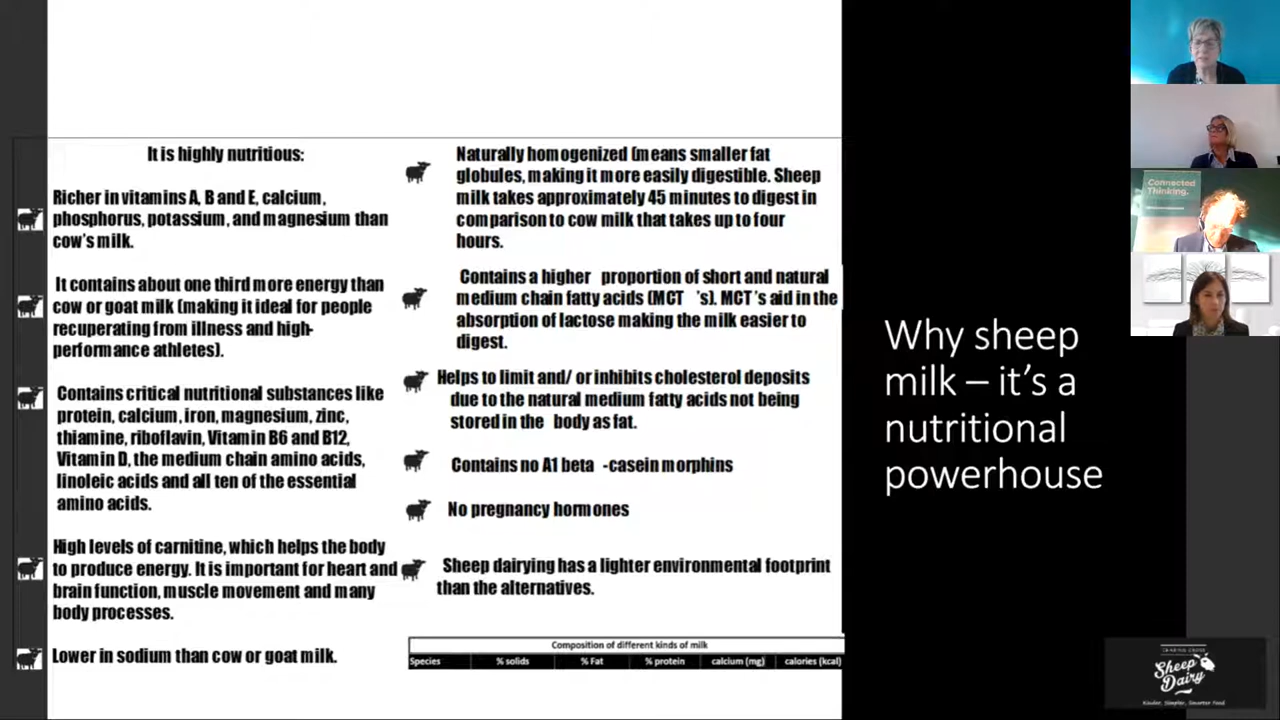 It is highly nutritious:
Richer in vitamins A, B and E, calcium,
phosphorus, potassium, and magnesium than
cow's milk.
It contains about one third more energy than
cow or goat milk (making it ideal for people
recuperating from illness and high-
performance athletes).
Contains critical nutritional substances like
protein, calcium, iron, magnesium, zinc,
thiamine, riboflavin, Vitamin B6 and B12,
Vitamin D, the medium chain amino acids,
linoleic acids and all ten of the essential
amino acids.
High levels of carnitine, which helps the body
to produce energy. It is important for heart and
brain function, muscle movement and many
body processes.
Lower in sodium than cow or goat milk.
Naturally homogenized (means smaller fat
globules, making it more easily digestible. Sheep
milk takes approximately 45 minutes to digest in
comparison to cow milk that takes up to four
hours.
Contains a higher proportion of short and natural
medium chain fatty acids (MCT 's). MCT's aid in the
absorption of lactose making the milk easier to
digest.
Helps to limit and/ or inhibits cholesterol deposits
due to the natural medium fatty acids not being
stored in the body as fat.
Contains no A1 beta -casein morphins
No pregnancy hormones
Sheep dairying has a lighter environmental footprint
than the alternatives.
Composition of different kinds of milk
Species % solids % Fat % protein calcium (mg) calories (kcal)
Why sheep
milk – it's a
nutritional
powerhouse
Connected
Thinking.
Sheep
Dairy
Kinder, Simpler, Smarter Food